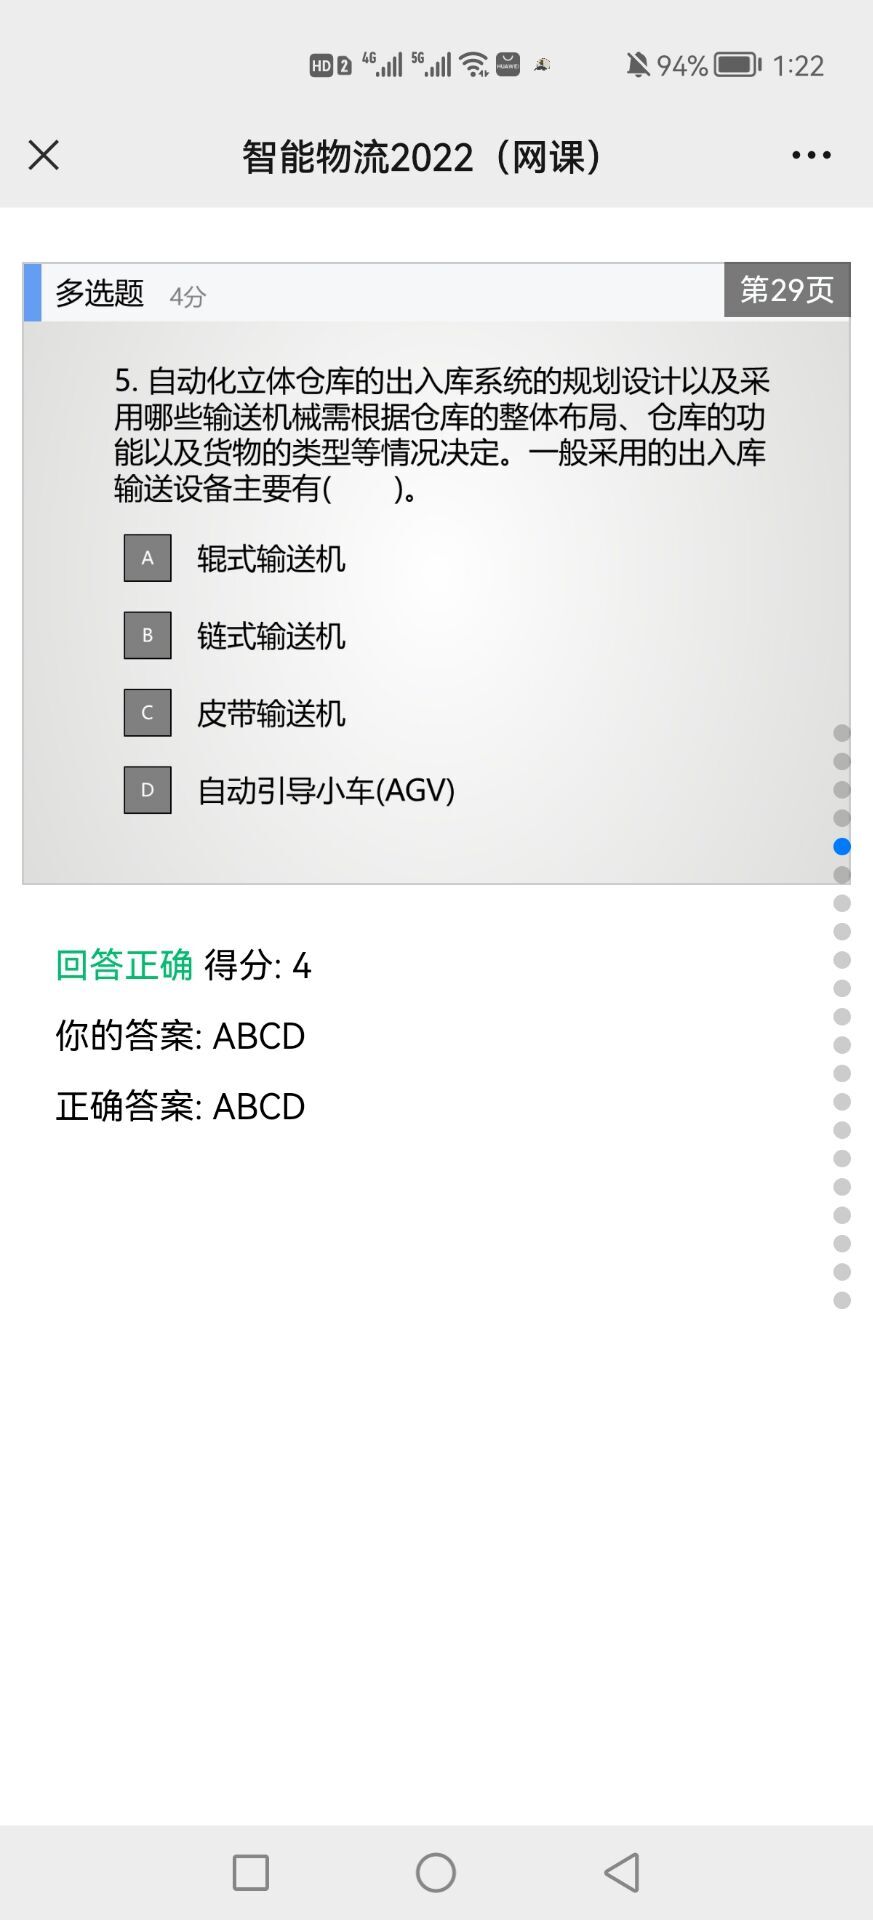 HD 2 4G 5G HUAWEI 94% 1:22
智能物流2022（网课）
多选题 4分 第29页
5. 自动化立体仓库的出入库系统的规划设计以及采
用哪些输送机械需根据仓库的整体布局、仓库的功
能以及货物的类型等情况决定。一般采用的出入库
输送设备主要有(　　)。
A 辊式输送机
B 链式输送机
C 皮带输送机
D 自动引导小车(AGV)
回答正确 得分: 4
你的答案: ABCD
正确答案: ABCD